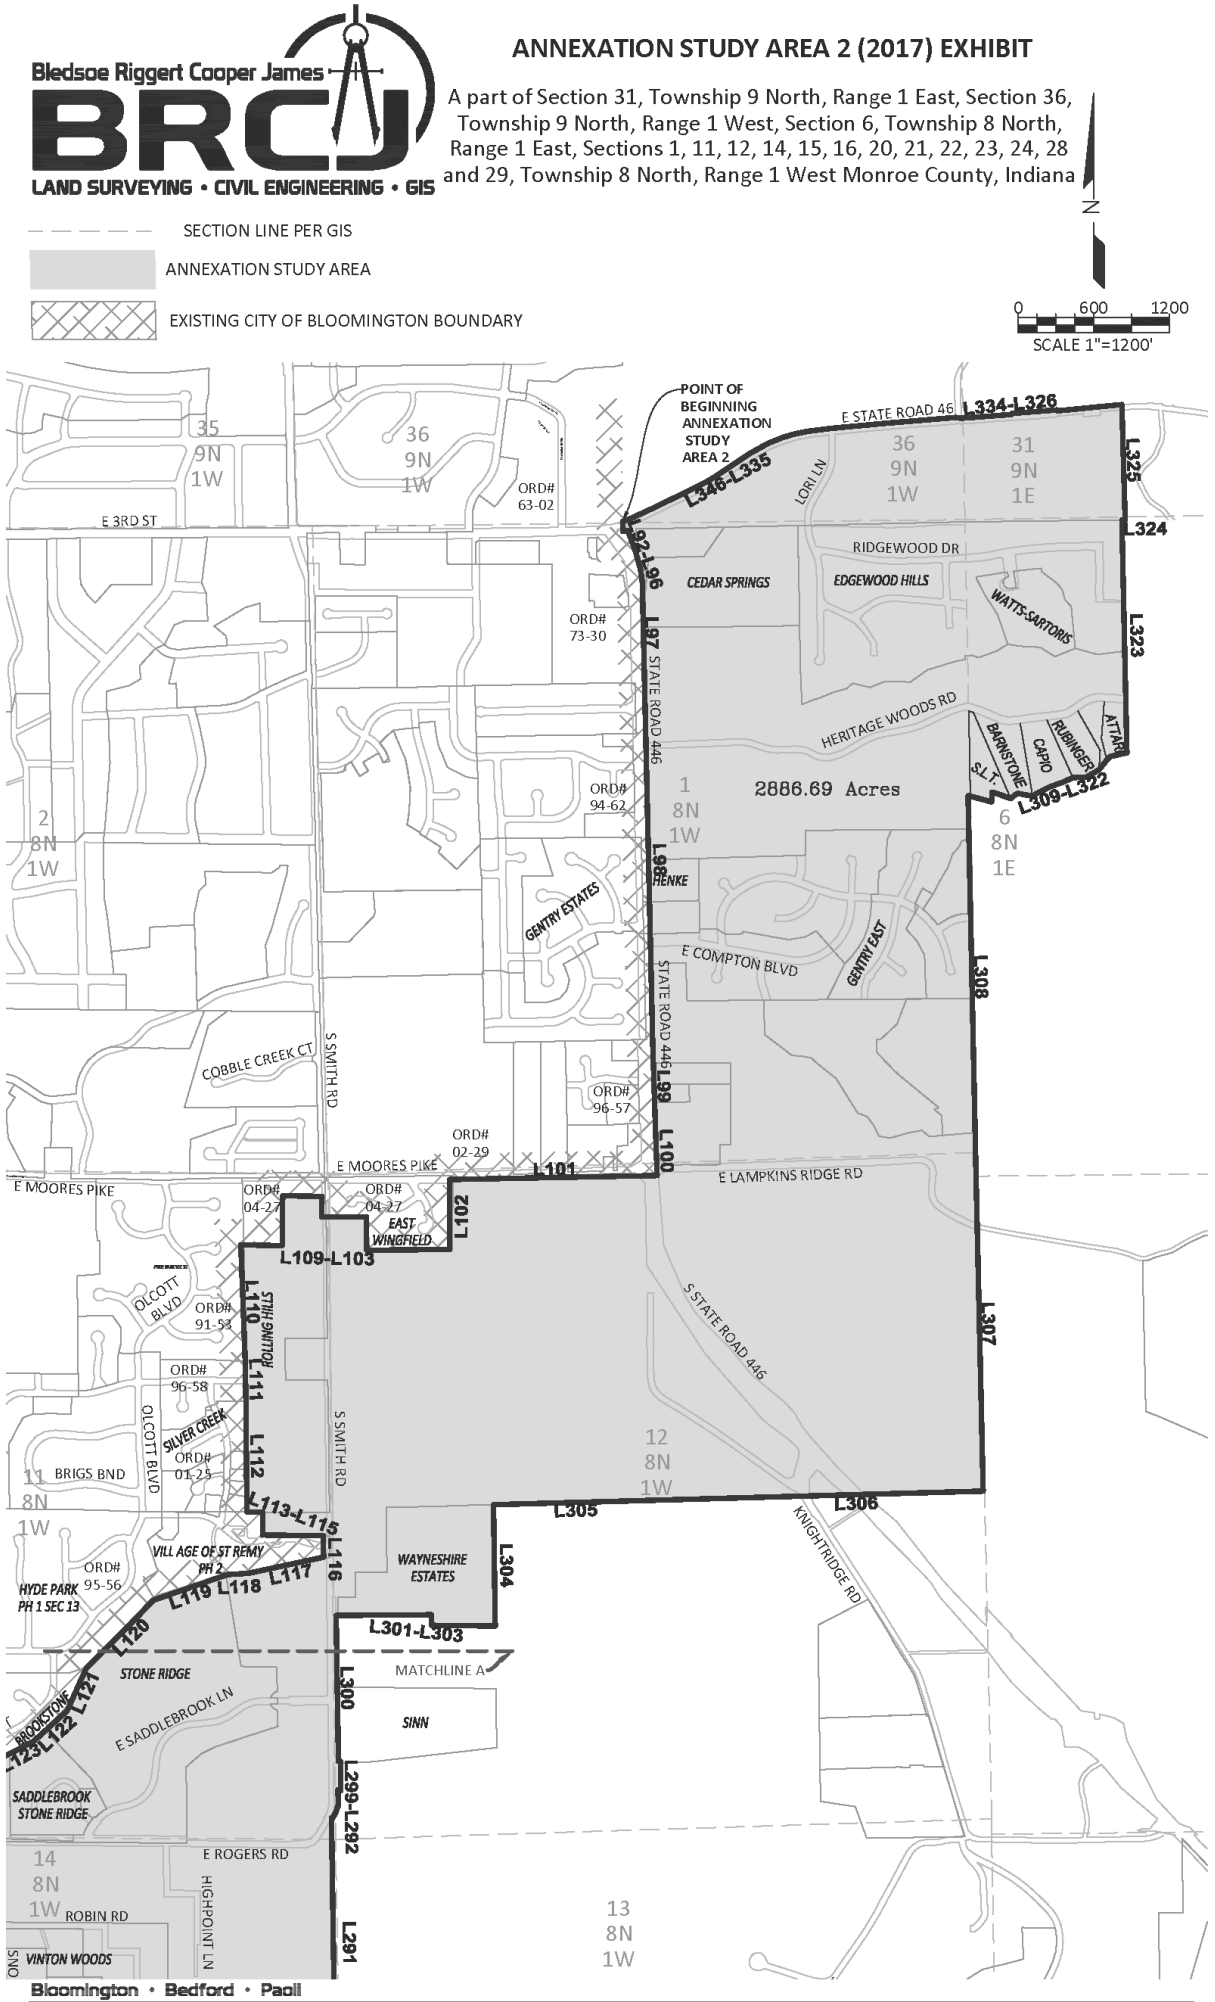 Bledsoe Riggert Cooper James
BRCJ
LAND SURVEYING • CIVIL ENGINEERING • GIS
ANNEXATION STUDY AREA 2 (2017) EXHIBIT
A part of Section 31, Township 9 North, Range 1 East, Section 36,
Township 9 North, Range 1 West, Section 6, Township 8 North,
Range 1 East, Sections 1, 11, 12, 14, 15, 16, 20, 21, 22, 23, 24, 28
and 29, Township 8 North, Range 1 West Monroe County, Indiana
N
SECTION LINE PER GIS
ANNEXATION STUDY AREA
EXISTING CITY OF BLOOMINGTON BOUNDARY
0 600 1200
SCALE 1"=1200'
POINT OF
BEGINNING
ANNEXATION
STUDY
AREA 2
E STATE ROAD 46
L334-L326
35
9N
1W
36
9N
1W
36
9N
1W
31
9N
1E
L325
L346-L335
LORI LN
ORD#
63-02
E 3RD ST
L324
L92-L96
RIDGEWOOD DR
CEDAR SPRINGS
EDGEWOOD HILLS
WATTS-SARTORIS
ORD#
73-30
L97
L323
STATE ROAD 446
HERITAGE WOODS RD
S.L.T.
BARNSTONE
CAPIO
RUBINGER
ATTARI
L309-L322
ORD#
94-62
1
8N
1W
2886.69 Acres
2
8N
1W
6
8N
1E
L98
HENKE
GENTRY ESTATES
E COMPTON BLVD
GENTRY EAST
L308
STATE ROAD 446
COBBLE CREEK CT
S SMITH RD
ORD#
96-57
L99
ORD#
02-29
L100
E MOORES PIKE
L101
E LAMPKINS RIDGE RD
E MOORES PIKE
ORD#
04-27
ORD#
04-27
EAST
WINGFIELD
L102
L109-L103
OLCOTT
BLVD
ORD#
91-53
L110
ROLLING HILLS
S STATE ROAD 446
L307
ORD#
96-58
L111
OLCOTT BLVD
SILVER CREEK
S SMITH RD
L112
ORD#
01-25
12
8N
1W
11
8N
1W
BRIGS BND
L113-L115
L305
L306
KNIGHTRIDGE RD
VILLAGE OF ST REMY
PH 2
L116
WAYNESHIRE
ESTATES
L304
ORD#
95-56
HYDE PARK
PH 1 SEC 13
L117
L118
L119
L120
L301-L303
MATCHLINE A
STONE RIDGE
L121
L300
E SADDLEBROOK LN
SINN
BROOKSTONE
L122
L123
L299-L292
SADDLEBROOK
STONE RIDGE
E ROGERS RD
14
8N
1W
HIGHPOINT LN
13
8N
1W
ROBIN RD
L291
VINTON WOODS
SNO
Bloomington • Bedford • Paoli